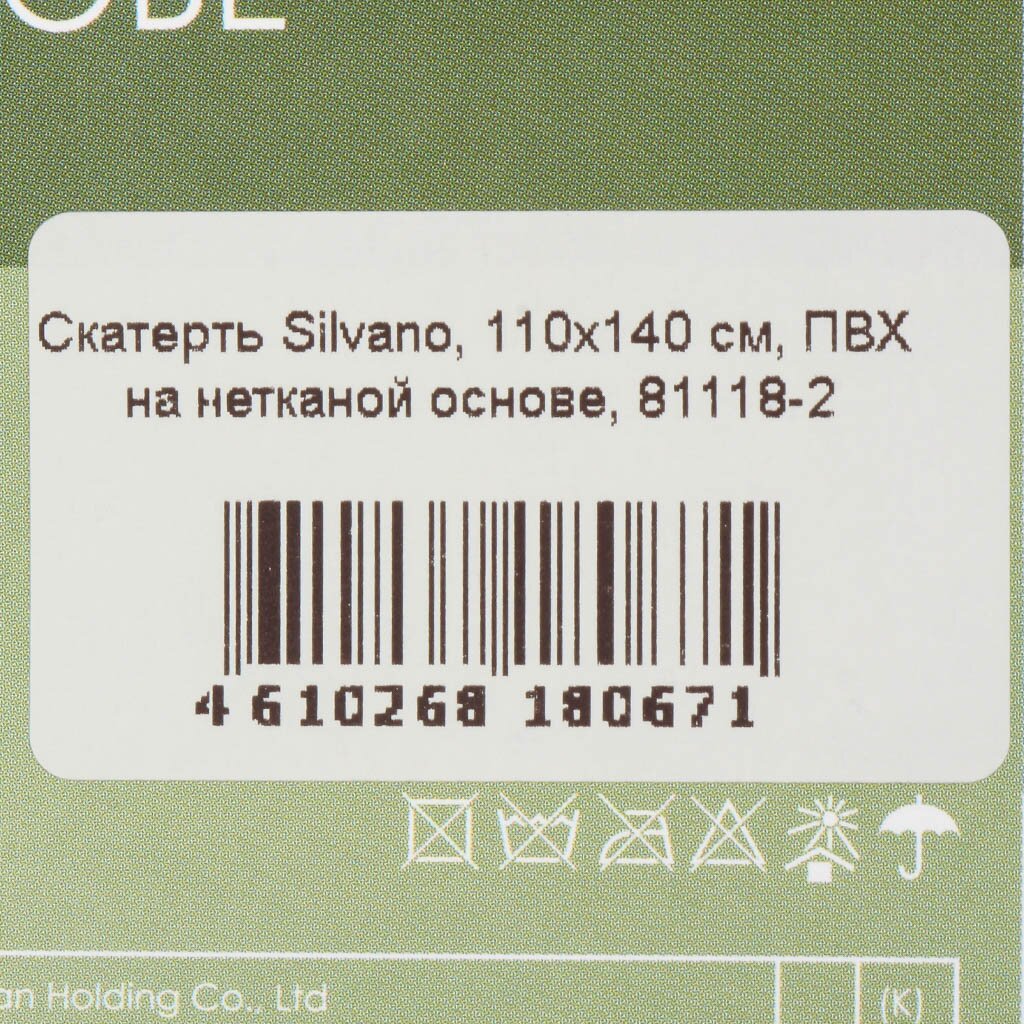 Скатерть Silvano, 110x140 см, ПВХ
на нетканой основе, 81118-2
4 610268 180671
Holding Co., Ltd
(K)